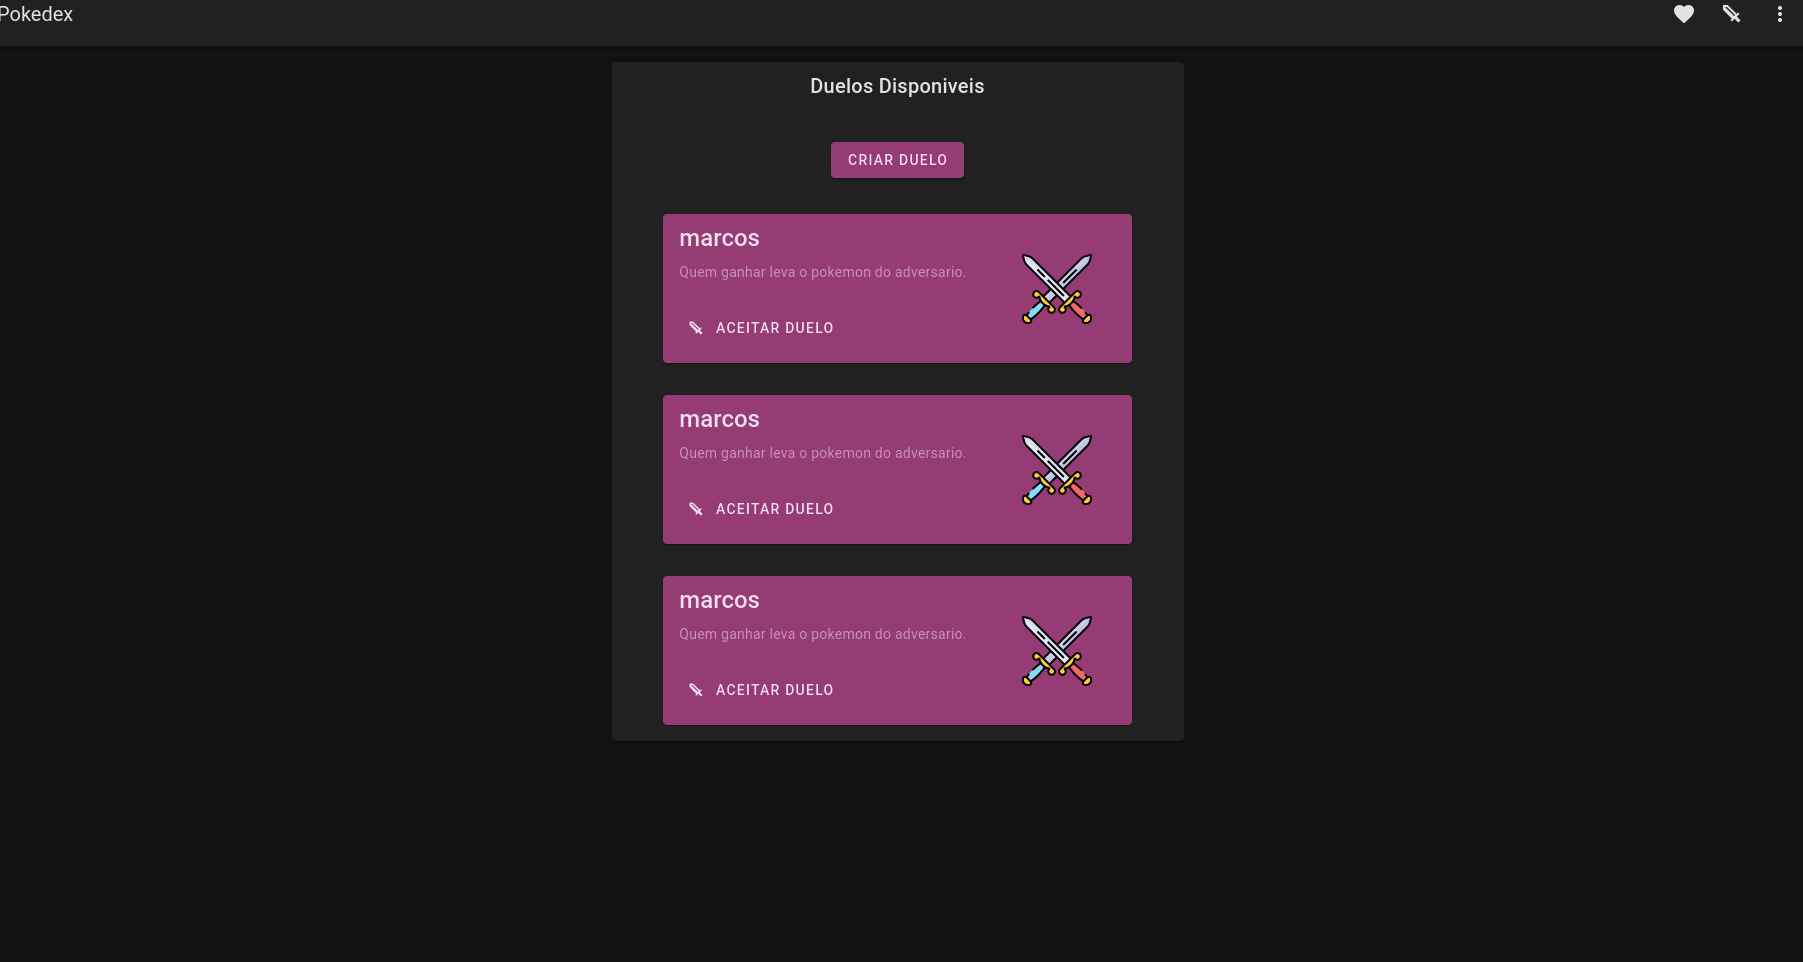 Pokedex
Duelos Disponiveis
CRIAR DUELO
marcos
Quem ganhar leva o pokemon do adversario.
ACEITAR DUELO
marcos
Quem ganhar leva o pokemon do adversario.
ACEITAR DUELO
marcos
Quem ganhar leva o pokemon do adversario.
ACEITAR DUELO